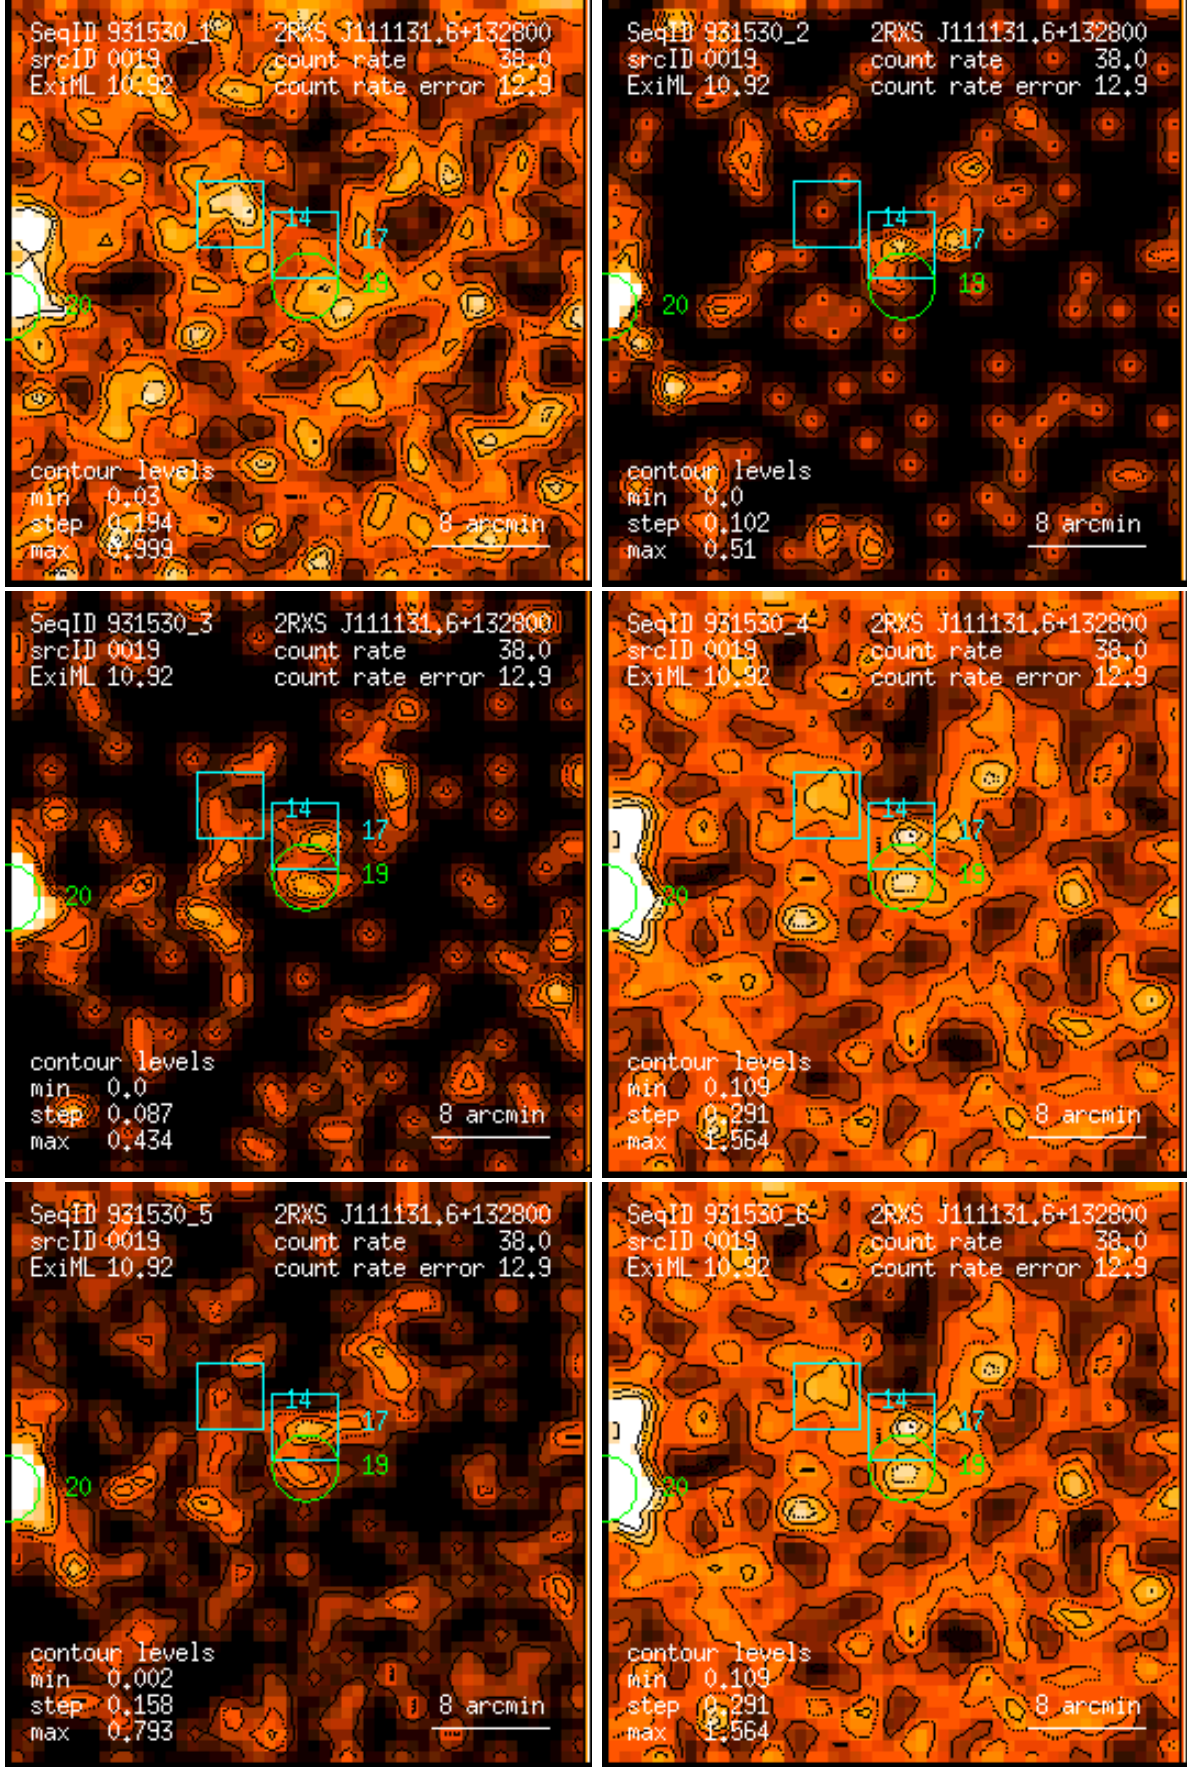 SeqID 931530_1 2RXS J111131.6+132800
srcID 0019 count rate 38.0
ExiML 10.92 count rate error 12.9
14
17
19
20
contour levels
min 0.03
step 0.194
max 0.999
8 arcmin
SeqID 931530_2 2RXS J111131.6+132800
srcID 0019 count rate 38.0
ExiML 10.92 count rate error 12.9
14
17
19
20
contour levels
min 0.0
step 0.102
max 0.51
8 arcmin
SeqID 931530_3 2RXS J111131.6+132800
srcID 0019 count rate 38.0
ExiML 10.92 count rate error 12.9
14
17
19
20
contour levels
min 0.0
step 0.087
max 0.434
8 arcmin
SeqID 931530_4 2RXS J111131.6+132800
srcID 0019 count rate 38.0
ExiML 10.92 count rate error 12.9
14
17
19
20
contour levels
min 0.109
step 0.291
max 1.564
8 arcmin
SeqID 931530_5 2RXS J111131.6+132800
srcID 0019 count rate 38.0
ExiML 10.92 count rate error 12.9
14
17
19
20
contour levels
min 0.002
step 0.158
max 0.793
8 arcmin
SeqID 931530_6 2RXS J111131.6+132800
srcID 0019 count rate 38.0
ExiML 10.92 count rate error 12.9
14
17
19
20
contour levels
min 0.109
step 0.291
max 1.564
8 arcmin